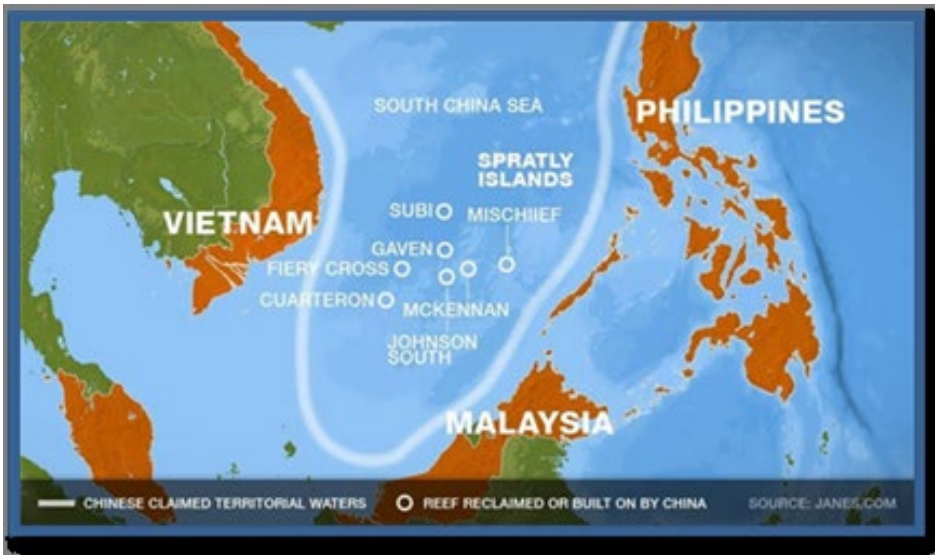 SOUTH CHINA SEA
PHILIPPINES
SPRATLY
ISLANDS
SUBI
MISCHIIEF
VIETNAM
GAVEN
FIERY CROSS
CUARTERON
MCKENNAN
JOHNSON
SOUTH
MALAYSIA
CHINESE CLAIMED TERRITORIAL WATERS
REEF RECLAIMED OR BUILT ON BY CHINA
SOURCE: JANES.COM